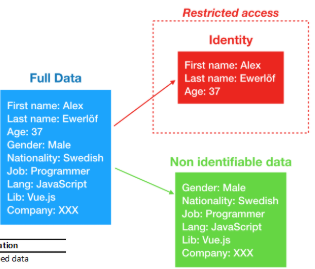 Restricted access
Identity
First name: Alex
Last name: Ewerlöf
Age: 37
Full Data
First name: Alex
Last name: Ewerlöf
Age: 37
Gender: Male
Nationality: Swedish
Job: Programmer
Lang: JavaScript
Lib: Vue.js
Company: XXX
Non identifiable data
Gender: Male
Nationality: Swedish
Job: Programmer
Lang: JavaScript
Lib: Vue.js
Company: XXX
ation
ed data